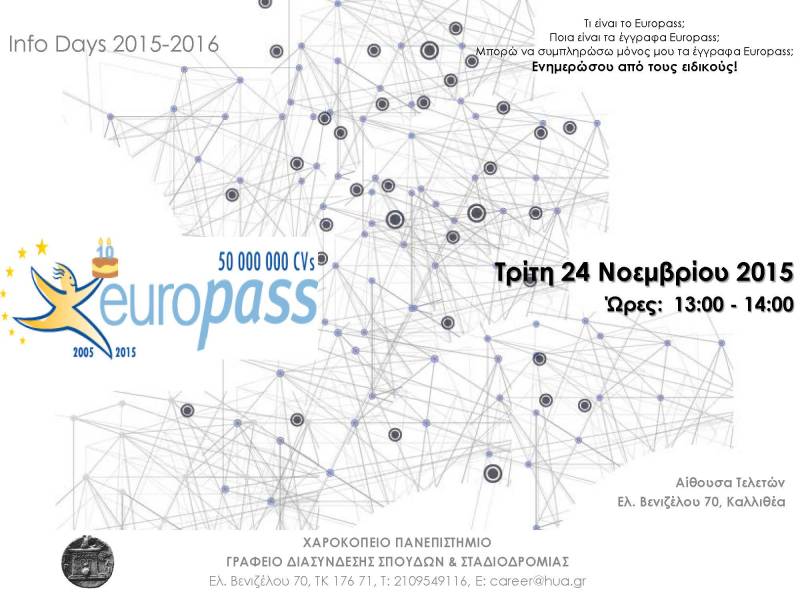 Info Days 2015-2016
Τι είναι το Europass;
Ποια είναι τα έγγραφα Europass;
Μπορώ να συμπληρώσω μόνος μου τα έγγραφα Europass;
Ενημερώσου από τους ειδικούς!
10
50 000 000 CVs
europass
2005 2015
Τρίτη 24 Νοεμβρίου 2015
Ώρες: 13:00 - 14:00
Αίθουσα Τελετών
Ελ. Βενιζέλου 70, Καλλιθέα
ΧΑΡΟΚΟΠΕΙΟ ΠΑΝΕΠΙΣΤΗΜΙΟ
ΓΡΑΦΕΙΟ ΔΙΑΣΥΝΔΕΣΗΣ ΣΠΟΥΔΩΝ & ΣΤΑΔΙΟΔΡΟΜΙΑΣ
Ελ. Βενιζέλου 70, ΤΚ 176 71, Τ: 2109549116, Ε: career@hua.gr